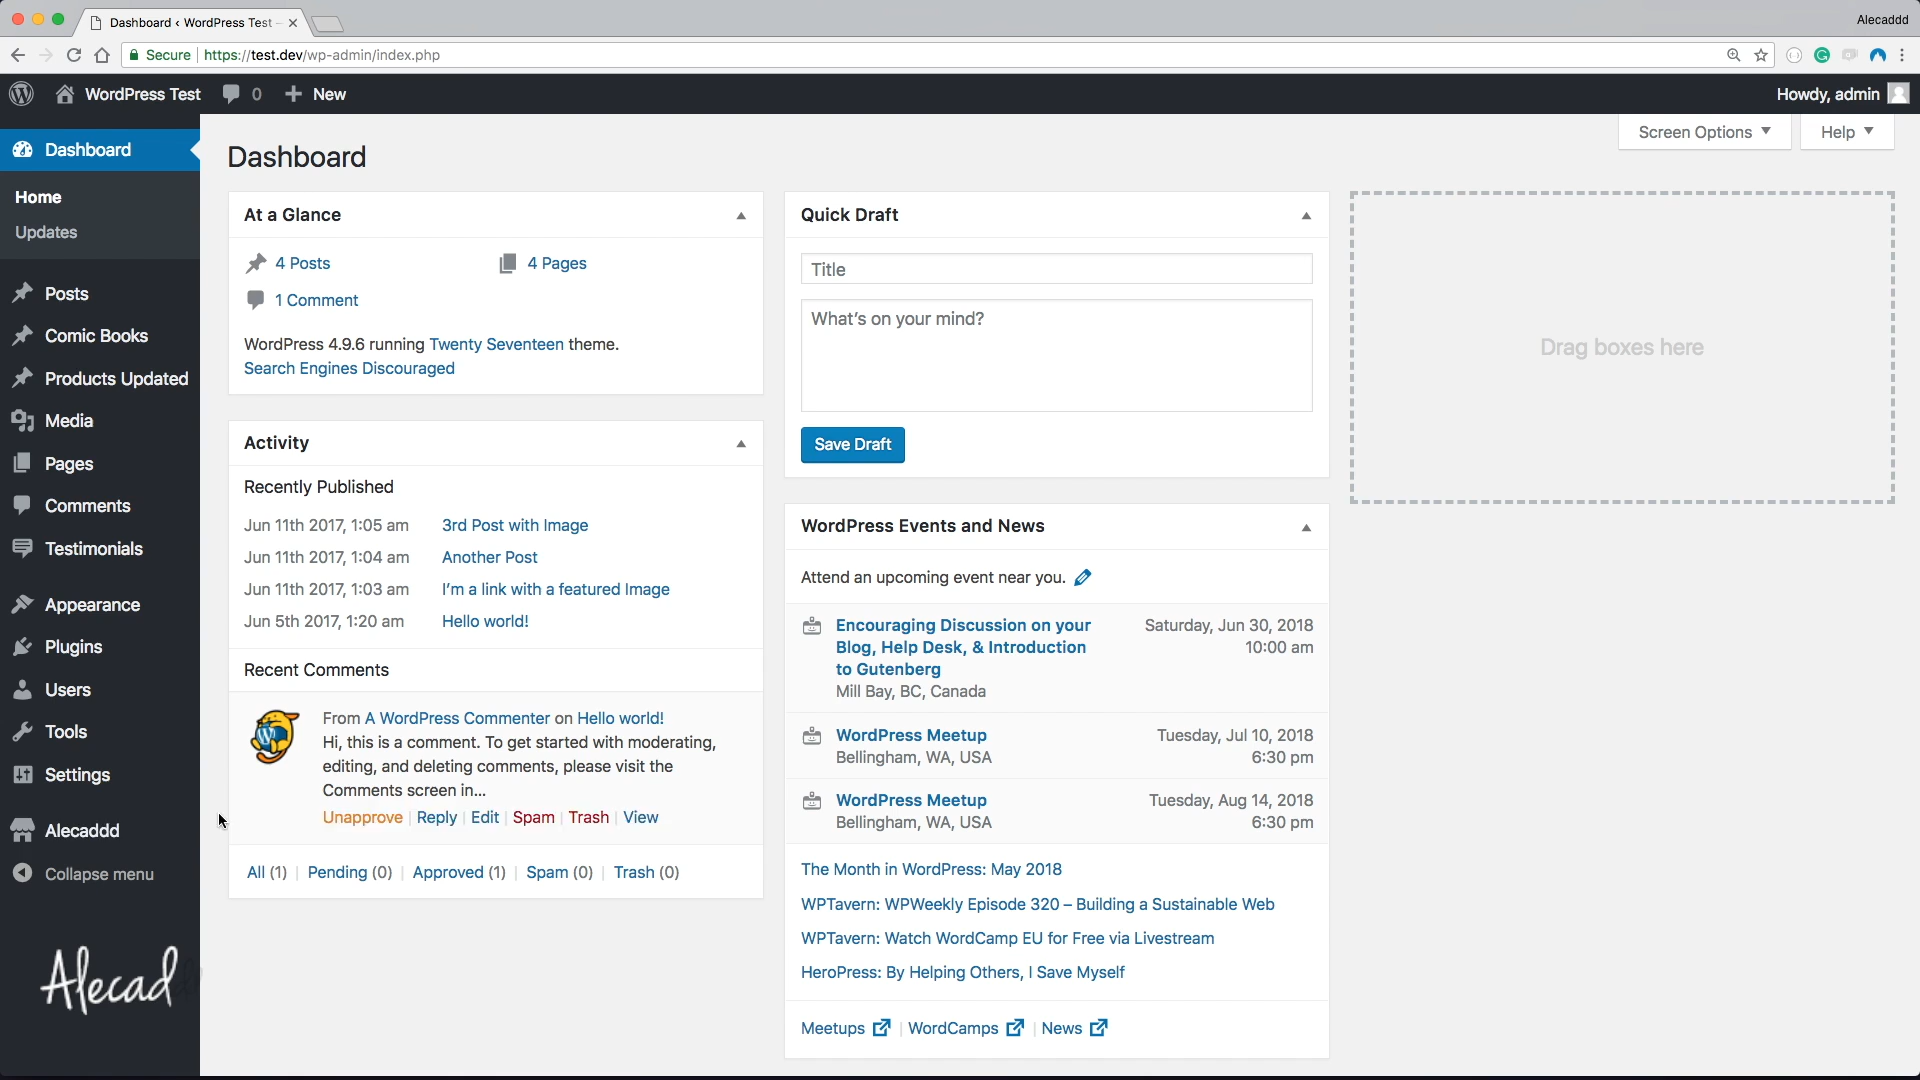 Dashboard ‹ WordPress Test –
Alecaddd
Secure
https://test.dev/wp-admin/index.php
WordPress Test
0
New
Howdy, admin
Dashboard
Home
Updates
Posts
Comic Books
Products Updated
Media
Pages
Comments
Testimonials
Appearance
Plugins
Users
Tools
Settings
Alecaddd
Collapse menu
Alecad
Screen Options
Help
Dashboard
At a Glance
4 Posts
4 Pages
1 Comment
WordPress 4.9.6 running Twenty Seventeen theme.
Search Engines Discouraged
Activity
Recently Published
Jun 11th 2017, 1:05 am 3rd Post with Image
Jun 11th 2017, 1:04 am Another Post
Jun 11th 2017, 1:03 am I'm a link with a featured Image
Jun 5th 2017, 1:20 am Hello world!
Recent Comments
From A WordPress Commenter on Hello world!
Hi, this is a comment. To get started with moderating,
editing, and deleting comments, please visit the
Comments screen in...
Unapprove | Reply | Edit | Spam | Trash | View
All (1) | Pending (0) | Approved (1) | Spam (0) | Trash (0)
Quick Draft
Title
What's on your mind?
Save Draft
WordPress Events and News
Attend an upcoming event near you.
Encouraging Discussion on your
Blog, Help Desk, & Introduction
to Gutenberg
Mill Bay, BC, Canada
Saturday, Jun 30, 2018
10:00 am
WordPress Meetup
Bellingham, WA, USA
Tuesday, Jul 10, 2018
6:30 pm
WordPress Meetup
Bellingham, WA, USA
Tuesday, Aug 14, 2018
6:30 pm
The Month in WordPress: May 2018
WPTavern: WPWeekly Episode 320 – Building a Sustainable Web
WPTavern: Watch WordCamp EU for Free via Livestream
HeroPress: By Helping Others, I Save Myself
Meetups | WordCamps | News
Drag boxes here